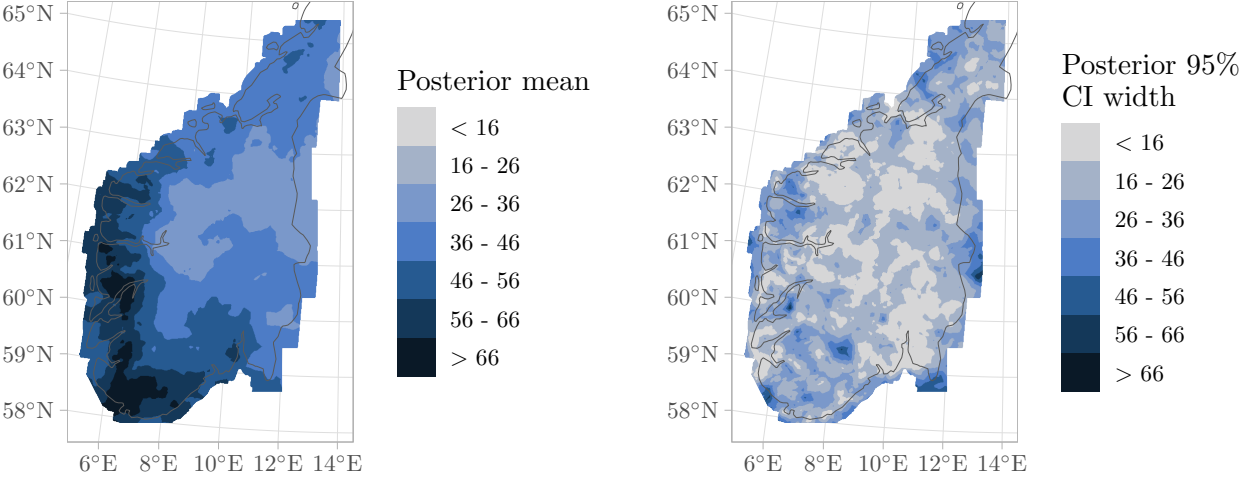 65°N
64°N
63°N
62°N
61°N
60°N
59°N
58°N
6°E 8°E 10°E 12°E 14°E
Posterior mean
< 16
16 - 26
26 - 36
36 - 46
46 - 56
56 - 66
> 66
65°N
64°N
63°N
62°N
61°N
60°N
59°N
58°N
6°E 8°E 10°E 12°E 14°E
Posterior 95%
CI width
< 16
16 - 26
26 - 36
36 - 46
46 - 56
56 - 66
> 66